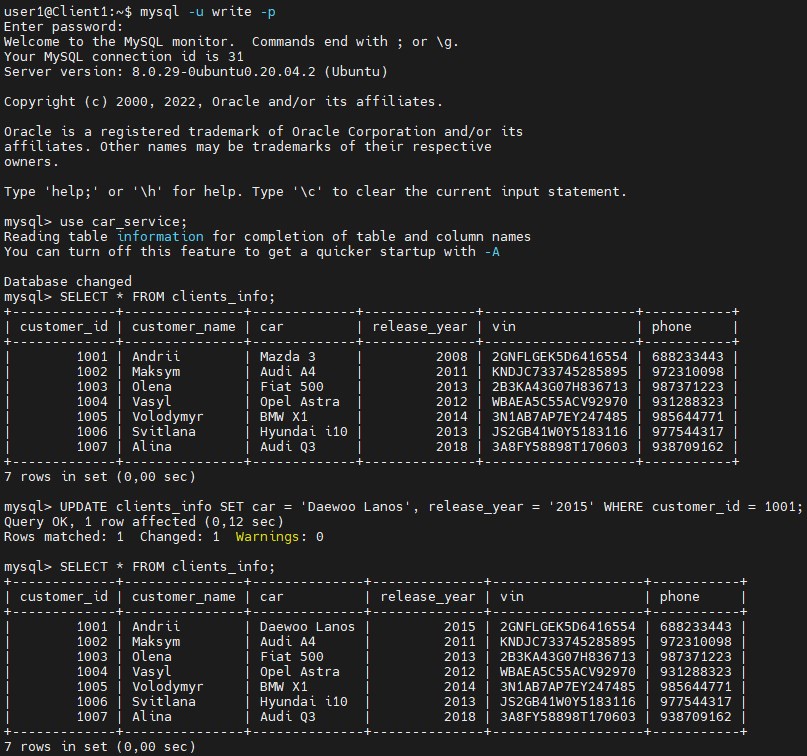 user1@Client1:~$ mysql -u write -p
Enter password:
Welcome to the MySQL monitor.  Commands end with ; or \g.
Your MySQL connection id is 31
Server version: 8.0.29-0ubuntu0.20.04.2 (Ubuntu)

Copyright (c) 2000, 2022, Oracle and/or its affiliates.

Oracle is a registered trademark of Oracle Corporation and/or its
affiliates. Other names may be trademarks of their respective
owners.

Type 'help;' or '\h' for help. Type '\c' to clear the current input statement.

mysql> use car_service;
Reading table information for completion of table and column names
You can turn off this feature to get a quicker startup with -A

Database changed
mysql> SELECT * FROM clients_info;
+-------------+---------------+-------------+--------------+-------------------+-----------+
| customer_id | customer_name | car         | release_year | vin               | phone     |
+-------------+---------------+-------------+--------------+-------------------+-----------+
|        1001 | Andrii        | Mazda 3     |         2008 | 2GNFLGEK5D6416554 | 688233443 |
|        1002 | Maksym        | Audi A4     |         2011 | KNDJC733745285895 | 972310098 |
|        1003 | Olena         | Fiat 500    |         2013 | 2B3KA43G07H836713 | 987371223 |
|        1004 | Vasyl         | Opel Astra  |         2012 | WBAEA5C55ACV92970 | 931288323 |
|        1005 | Volodymyr     | BMW X1      |         2014 | 3N1AB7AP7EY247485 | 985644771 |
|        1006 | Svitlana      | Hyundai i10 |         2013 | JS2GB41W0Y5183116 | 977544317 |
|        1007 | Alina         | Audi Q3     |         2018 | 3A8FY58898T170603 | 938709162 |
+-------------+---------------+-------------+--------------+-------------------+-----------+
7 rows in set (0,00 sec)

mysql> UPDATE clients_info SET car = 'Daewoo Lanos', release_year = '2015' WHERE customer_id = 1001;
Query OK, 1 row affected (0,12 sec)
Rows matched: 1  Changed: 1  Warnings: 0

mysql> SELECT * FROM clients_info;
+-------------+---------------+--------------+--------------+-------------------+-----------+
| customer_id | customer_name | car          | release_year | vin               | phone     |
+-------------+---------------+--------------+--------------+-------------------+-----------+
|        1001 | Andrii        | Daewoo Lanos |         2015 | 2GNFLGEK5D6416554 | 688233443 |
|        1002 | Maksym        | Audi A4      |         2011 | KNDJC733745285895 | 972310098 |
|        1003 | Olena         | Fiat 500     |         2013 | 2B3KA43G07H836713 | 987371223 |
|        1004 | Vasyl         | Opel Astra   |         2012 | WBAEA5C55ACV92970 | 931288323 |
|        1005 | Volodymyr     | BMW X1       |         2014 | 3N1AB7AP7EY247485 | 985644771 |
|        1006 | Svitlana      | Hyundai i10  |         2013 | JS2GB41W0Y5183116 | 977544317 |
|        1007 | Alina         | Audi Q3      |         2018 | 3A8FY58898T170603 | 938709162 |
+-------------+---------------+--------------+--------------+-------------------+-----------+
7 rows in set (0,00 sec)